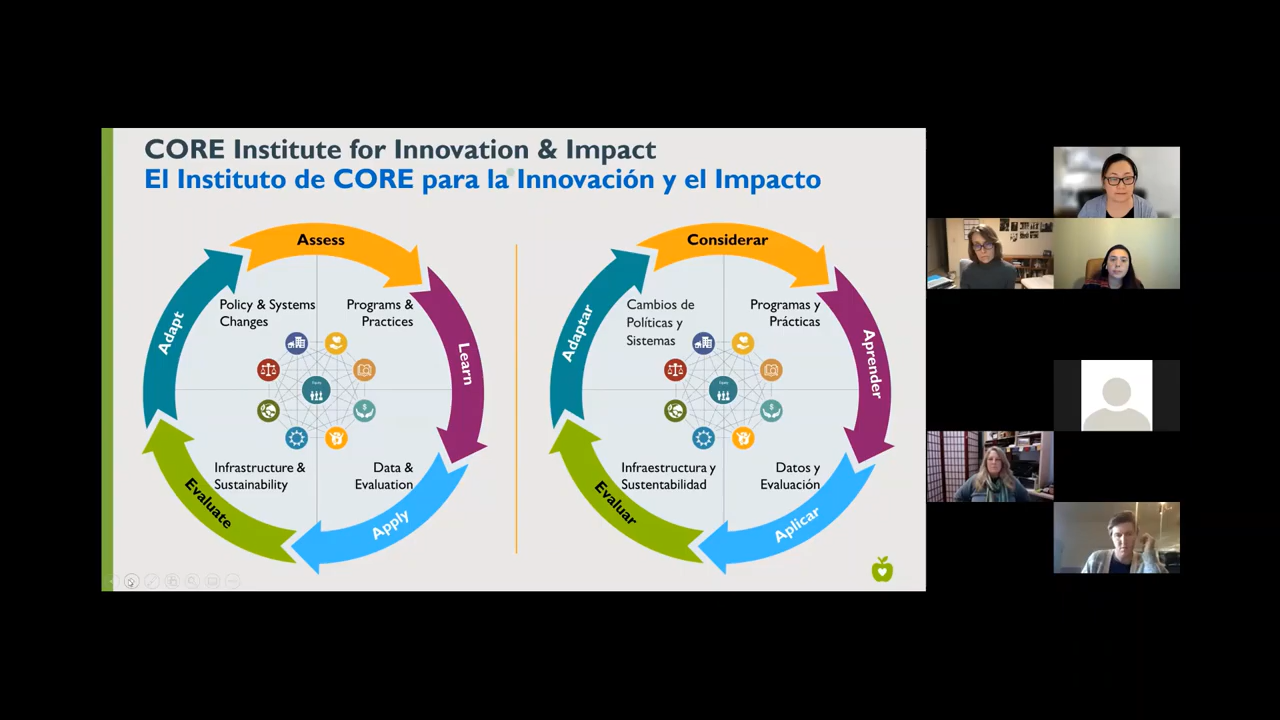 CORE Institute for Innovation & Impact
El Instituto de CORE para la Innovación y el Impacto
Assess
Learn
Apply
Evaluate
Adapt
Policy & Systems
Changes
Programs &
Practices
Infrastructure &
Sustainability
Data &
Evaluation
Considerar
Aprender
Aplicar
Evaluar
Adaptar
Cambios de
Políticas y
Sistemas
Programas y
Prácticas
Infraestructura y
Sustentabilidad
Datos y
Evaluación